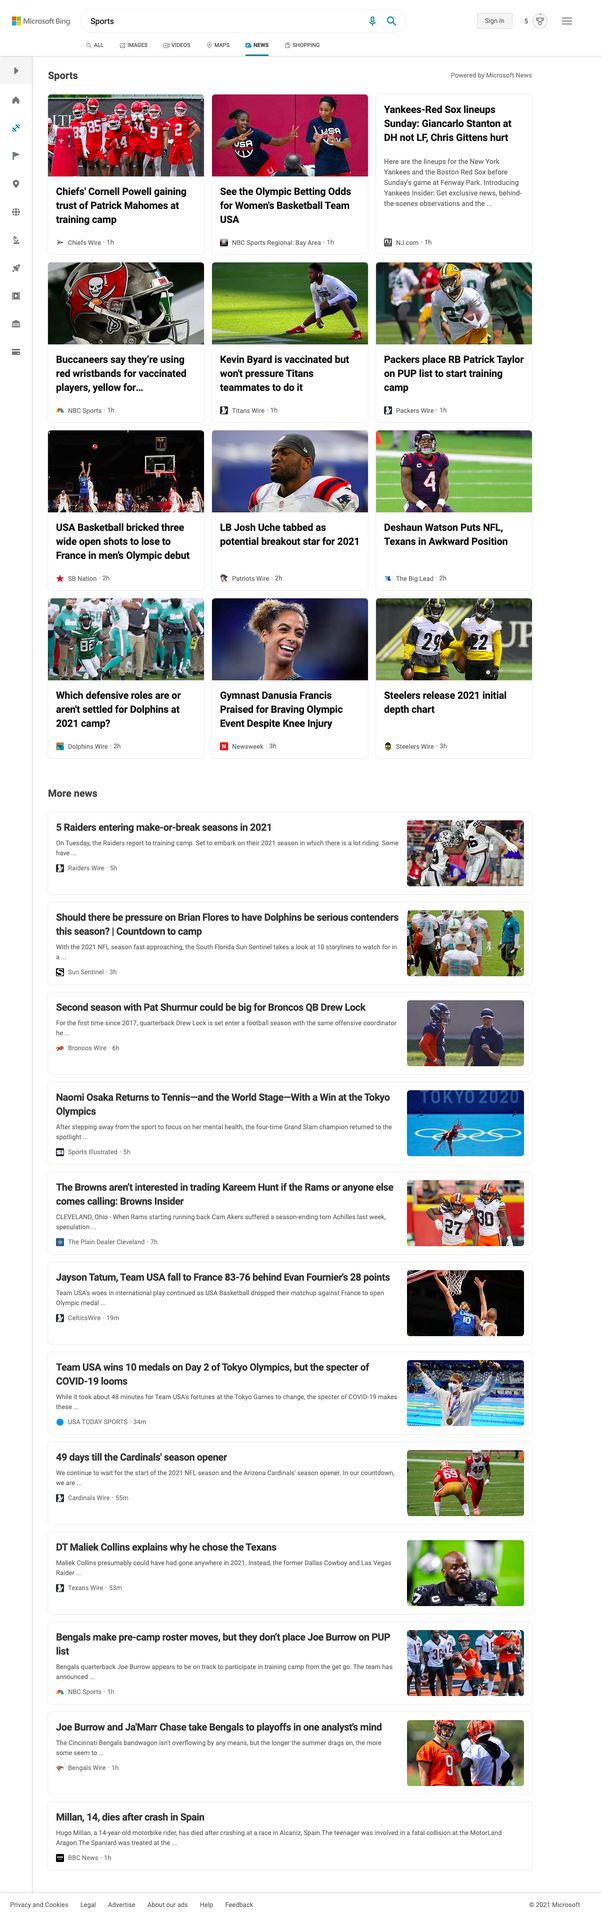 Microsoft Bing
Sports
Sign in
5
ALL
IMAGES
VIDEOS
MAPS
NEWS
SHOPPING
Sports
Powered by Microsoft News
Chiefs' Cornell Powell gaining
trust of Patrick Mahomes at
training camp
Chiefs Wire · 1h
See the Olympic Betting Odds
for Women's Basketball Team
USA
NBC Sports Regional: Bay Area · 1h
Yankees-Red Sox lineups
Sunday: Giancarlo Stanton at
DH not LF, Chris Gittens hurt
Here are the lineups for the New York
Yankees and the Boston Red Sox before
Sunday's game at Fenway Park. Introducing
Yankees Insider: Get exclusive news, behind-
the-scenes observations and the ...
NJ.com · 1h
Buccaneers say they're using
red wristbands for vaccinated
players, yellow for...
NBC Sports · 1h
Kevin Byard is vaccinated but
won't pressure Titans
teammates to do it
Titans Wire · 1h
Packers place RB Patrick Taylor
on PUP list to start training
camp
Packers Wire · 1h
USA Basketball bricked three
wide open shots to lose to
France in men's Olympic debut
SB Nation · 2h
LB Josh Uche tabbed as
potential breakout star for 2021
Patriots Wire · 2h
Deshaun Watson Puts NFL,
Texans in Awkward Position
The Big Lead · 2h
Which defensive roles are or
aren't settled for Dolphins at
2021 camp?
Dolphins Wire · 2h
Gymnast Danusia Francis
Praised for Braving Olympic
Event Despite Knee Injury
Newsweek · 3h
Steelers release 2021 initial
depth chart
Steelers Wire · 3h
More news
5 Raiders entering make-or-break seasons in 2021
On Tuesday, the Raiders report to training camp. Set to embark on their 2021 season in which there is a lot riding. Some
have ...
Raiders Wire · 5h
Should there be pressure on Brian Flores to have Dolphins be serious contenders
this season? | Countdown to camp
With the 2021 NFL season fast approaching, the South Florida Sun Sentinel takes a look at 10 storylines to watch for in
a ...
Sun Sentinel · 3h
Second season with Pat Shurmur could be big for Broncos QB Drew Lock
For the first time since 2017, quarterback Drew Lock is set enter a football season with the same offensive coordinator
he ...
Broncos Wire · 6h
Naomi Osaka Returns to Tennis—and the World Stage—With a Win at the Tokyo
Olympics
After stepping away from the sport to focus on her mental health, the four-time Grand Slam champion returned to the
spotlight ...
Sports Illustrated · 5h
TOKYO 2020
The Browns aren't interested in trading Kareem Hunt if the Rams or anyone else
comes calling: Browns Insider
CLEVELAND, Ohio - When Rams starting running back Cam Akers suffered a season-ending torn Achilles last week,
speculation ...
The Plain Dealer Cleveland · 7h
Jayson Tatum, Team USA fall to France 83-76 behind Evan Fournier's 28 points
Team USA's woes in international play continued as USA Basketball dropped their matchup against France to open
Olympic medal ...
CelticsWire · 19m
Team USA wins 10 medals on Day 2 of Tokyo Olympics, but the specter of
COVID-19 looms
While it took about 48 minutes for Team USA's fortunes at the Tokyo Games to change, the specter of COVID-19 makes
these ...
USA TODAY SPORTS · 34m
49 days till the Cardinals' season opener
We continue to wait for the start of the 2021 NFL season and the Arizona Cardinals' season opener. In our countdown,
we are ...
Cardinals Wire · 55m
DT Maliek Collins explains why he chose the Texans
Maliek Collins presumably could have had gone anywhere in 2021. Instead, the former Dallas Cowboy and Las Vegas
Raider ...
Texans Wire · 53m
Bengals make pre-camp roster moves, but they don't place Joe Burrow on PUP
list
Bengals quarterback Joe Burrow appears to be on track to participate in training camp from the get go. The team has
announced ...
NBC Sports · 1h
Joe Burrow and Ja'Marr Chase take Bengals to playoffs in one analyst's mind
The Cincinnati Bengals bandwagon isn't overflowing by any means, but the longer the summer drags on, the more
some seem to ...
Bengals Wire · 1h
Millan, 14, dies after crash in Spain
Hugo Millan, a 14-year-old motorbike rider, has died after crashing at a race in Alcaniz, Spain.The teenager was involved in a fatal collision at the MotorLand
Aragon.The Spaniard was treated at the ...
BBC News · 1h
Privacy and Cookies
Legal
Advertise
About our ads
Help
Feedback
© 2021 Microsoft